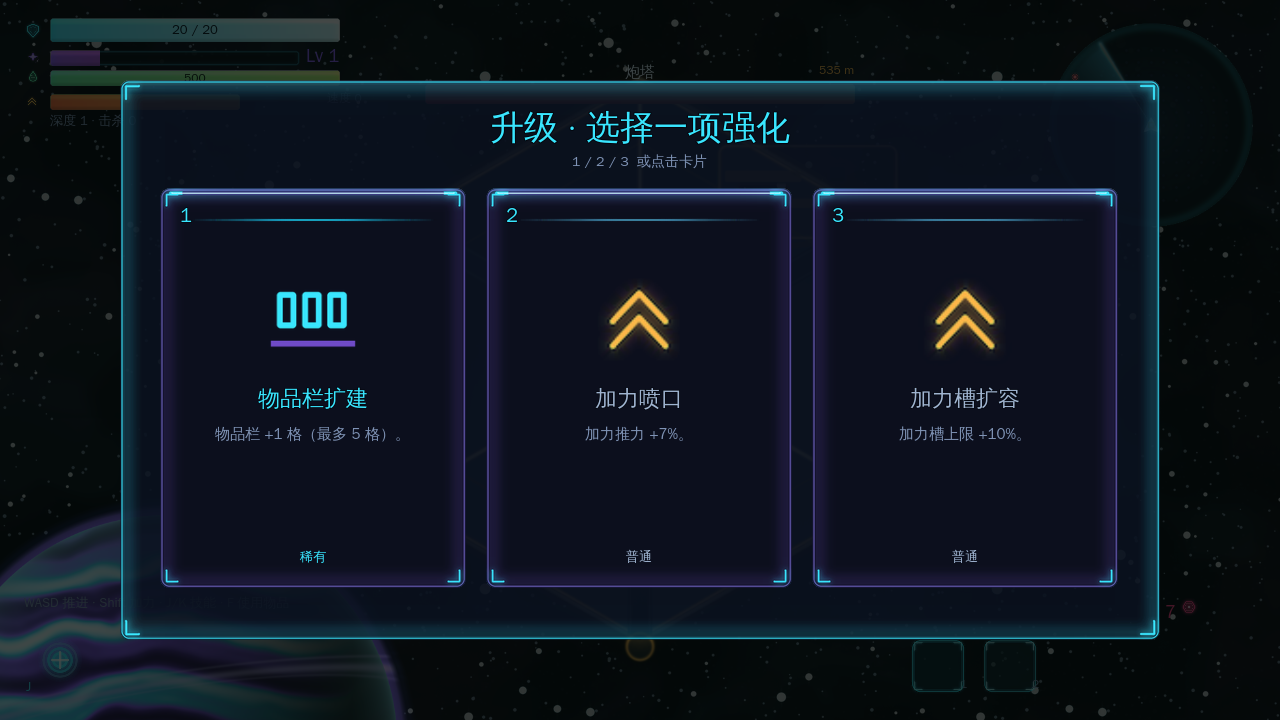 20 / 20
Lv 1
500
炮塔
535 m
深度 1 · 击杀
升级 · 选择一项强化
1 / 2 / 3 或点击卡片
1
2
3
物品栏扩建
加力喷口
加力槽扩容
物品栏 +1 格（最多 5 格）。
加力推力 +7%。
加力槽上限 +10%。
稀有
普通
普通
WASD 推进 · Shift
7
J